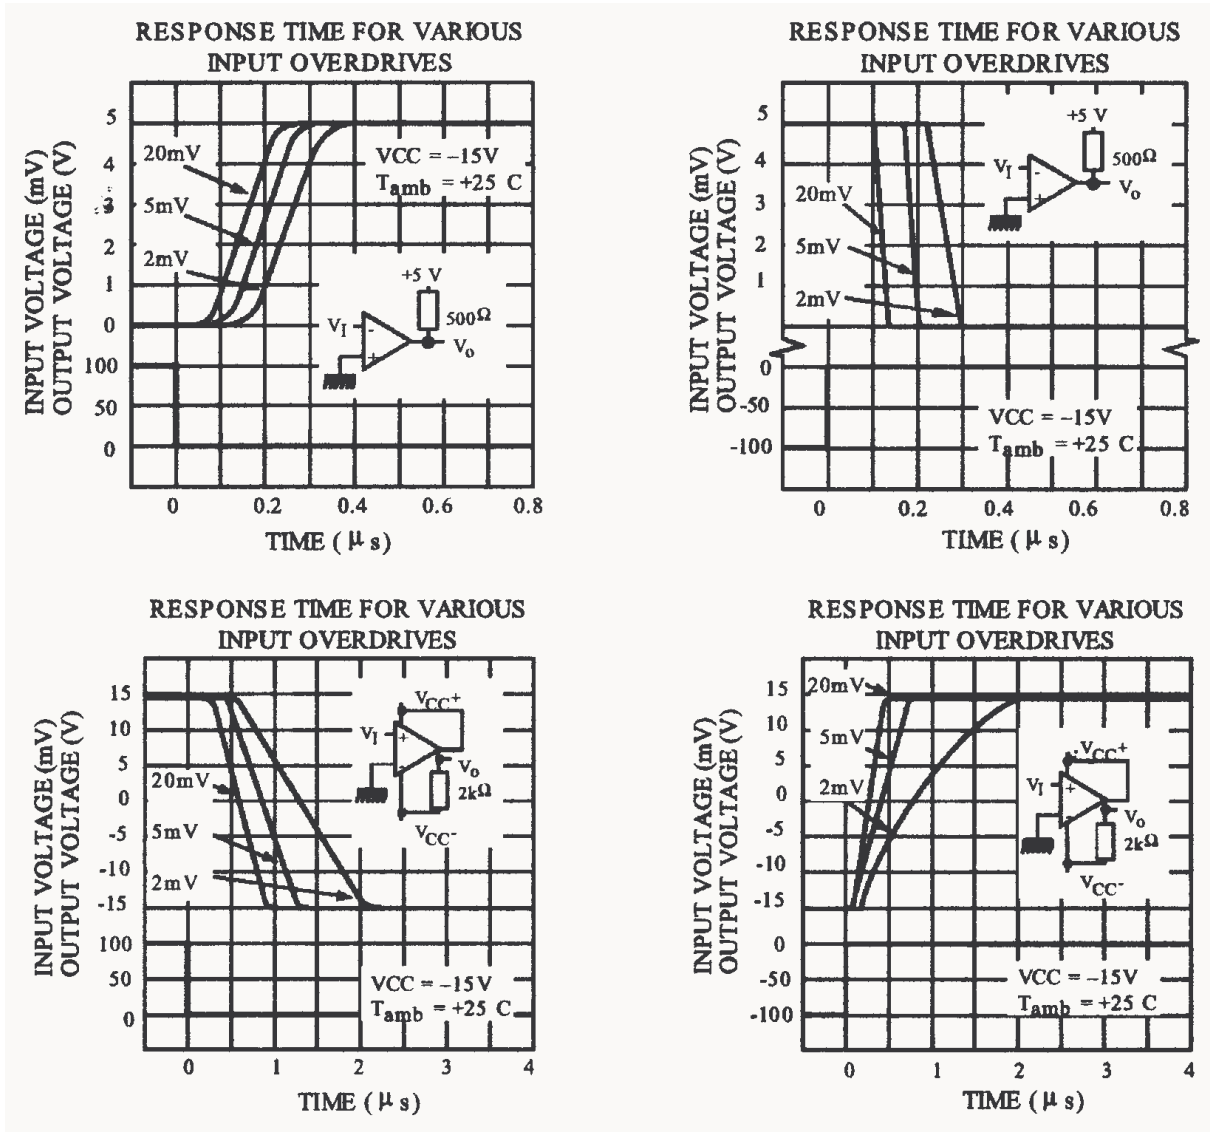 RESPONSE TIME FOR VARIOUS
INPUT OVERDRIVES
INPUT VOLTAGE (mV)
OUTPUT VOLTAGE (V)
5
4
3
2
1
0
100
50
0
20mV
5mV
2mV
VCC = –15V
Tamb = +25 C
+5 V
500Ω
VI
-
+
Vo
0
0.2
0.4
0.6
0.8
TIME ( μ s)
RESPONSE TIME FOR VARIOUS
INPUT OVERDRIVES
INPUT VOLTAGE (mV)
OUTPUT VOLTAGE (V)
5
4
3
2
1
0
-50
-100
20mV
5mV
2mV
+5 V
500Ω
VI
-
+
Vo
VCC = –15V
Tamb = +25 C
0
0.2
0.4
0.6
0.8
TIME ( μ s)
RESPONSE TIME FOR VARIOUS
INPUT OVERDRIVES
INPUT VOLTAGE (mV)
OUTPUT VOLTAGE (V)
15
10
5
0
-5
-10
-15
100
50
0
20mV
5mV
2mV
VCC+
VI
+
-
Vo
2kΩ
VCC-
VCC = –15V
Tamb = +25 C
0
1
2
3
4
TIME ( μ s)
RESPONSE TIME FOR VARIOUS
INPUT OVERDRIVES
INPUT VOLTAGE (mV)
OUTPUT VOLTAGE (V)
15
10
5
0
-5
-10
-15
0
-50
-100
20mV
5mV
2mV
VCC+
VI
+
-
Vo
2kΩ
VCC-
VCC = –15V
Tamb = +25 C
0
1
2
3
4
TIME ( μ s)